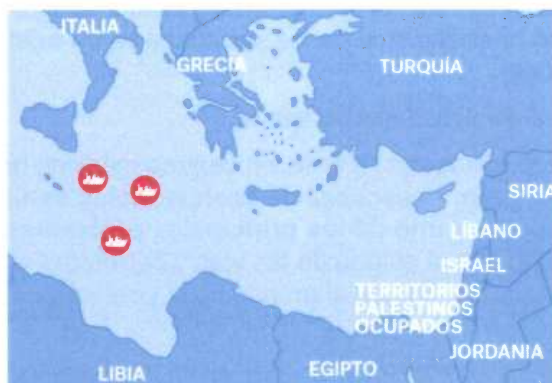 ITALIA
GRECIA
TURQUÍA
SIRIA
LÍBANO
ISRAEL
TERRITORIOS
PALESTINOS
OCUPADOS
JORDANIA
LIBIA
EGIPTO